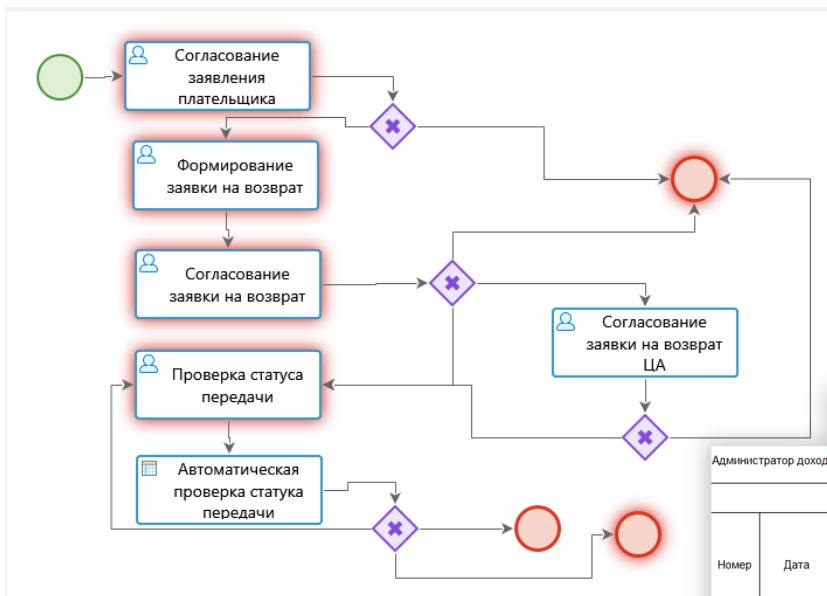 Согласование
заявления
плательщика
Формирование
заявки на возврат
Согласование
заявки на возврат
Согласование
заявки на возврат
ЦА
Проверка статуса
передачи
Автоматическая
проверка статука
передачи
Администратор доход
Номер
Дата